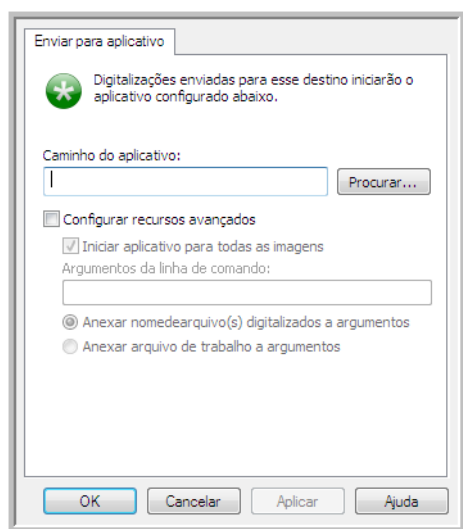 Enviar para aplicativo
Digitalizações enviadas para esse destino iniciarão o
aplicativo configurado abaixo.
Caminho do aplicativo:
Procurar...
Configurar recursos avançados
Iniciar aplicativo para todas as imagens
Argumentos da linha de comando:
Anexar nomedearquivo(s) digitalizados a argumentos
Anexar arquivo de trabalho a argumentos
OK Cancelar Aplicar Ajuda